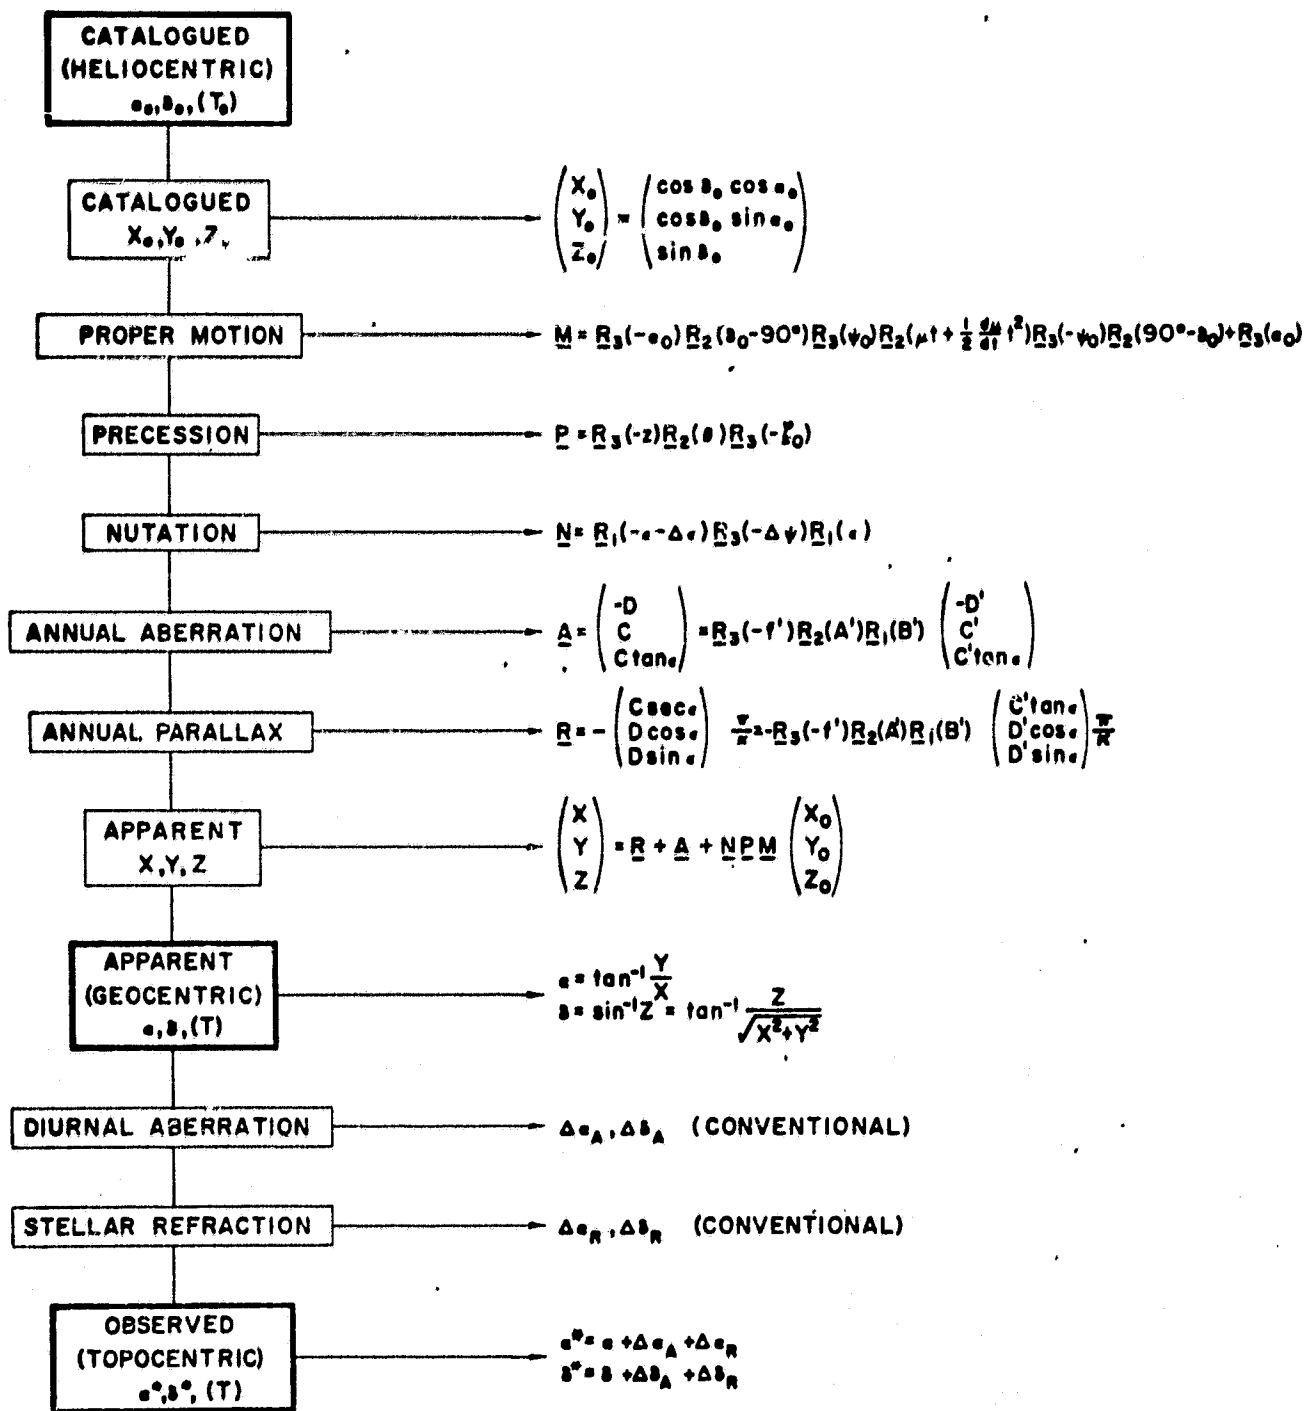 CATALOGUED
(HELIOCENTRIC)
α₀,δ₀,(T₀)
CATALOGUED
X₀,Y₀,Z₀
(X₀ Y₀ Z₀) = (cos δ₀ cos α₀ cos δ₀ sin α₀ sin δ₀)
PROPER MOTION
M = R₃(-α₀) R₂(δ₀-90°) R₃(ψ₀) R₂(μt + 1/2 dμ/dt t²) R₃(-ψ₀) R₂(90°-δ₀)+R₃(α₀)
PRECESSION
P = R₃(-z) R₂(θ) R₃(-ζ₀)
NUTATION
N = R₁(-ε-Δε) R₃(-Δψ) R₁(ε)
ANNUAL ABERRATION
A = (-D C C tan ε) = R₃(-f') R₂(A') R₁(B') (-D' C' C' tan ε)
ANNUAL PARALLAX
R = - (C sec ε D cos ε D sin ε) π/κ = -R₃(-f') R₂(A') R₁(B') (C' tan ε D' cos ε D' sin ε) π/κ
APPARENT
X,Y,Z
(X Y Z) = R + A + N P M (X₀ Y₀ Z₀)
APPARENT
(GEOCENTRIC)
α,δ,(T)
α = tan⁻¹ Y/X
δ = sin⁻¹ Z = tan⁻¹ Z/√(X²+Y²)
DIURNAL ABERRATION
Δα_A, Δδ_A (CONVENTIONAL)
STELLAR REFRACTION
Δα_R, Δδ_R (CONVENTIONAL)
OBSERVED
(TOPOCENTRIC)
α*,δ*,(T)
α* = α + Δα_A + Δα_R
δ* = δ + Δδ_A + Δδ_R